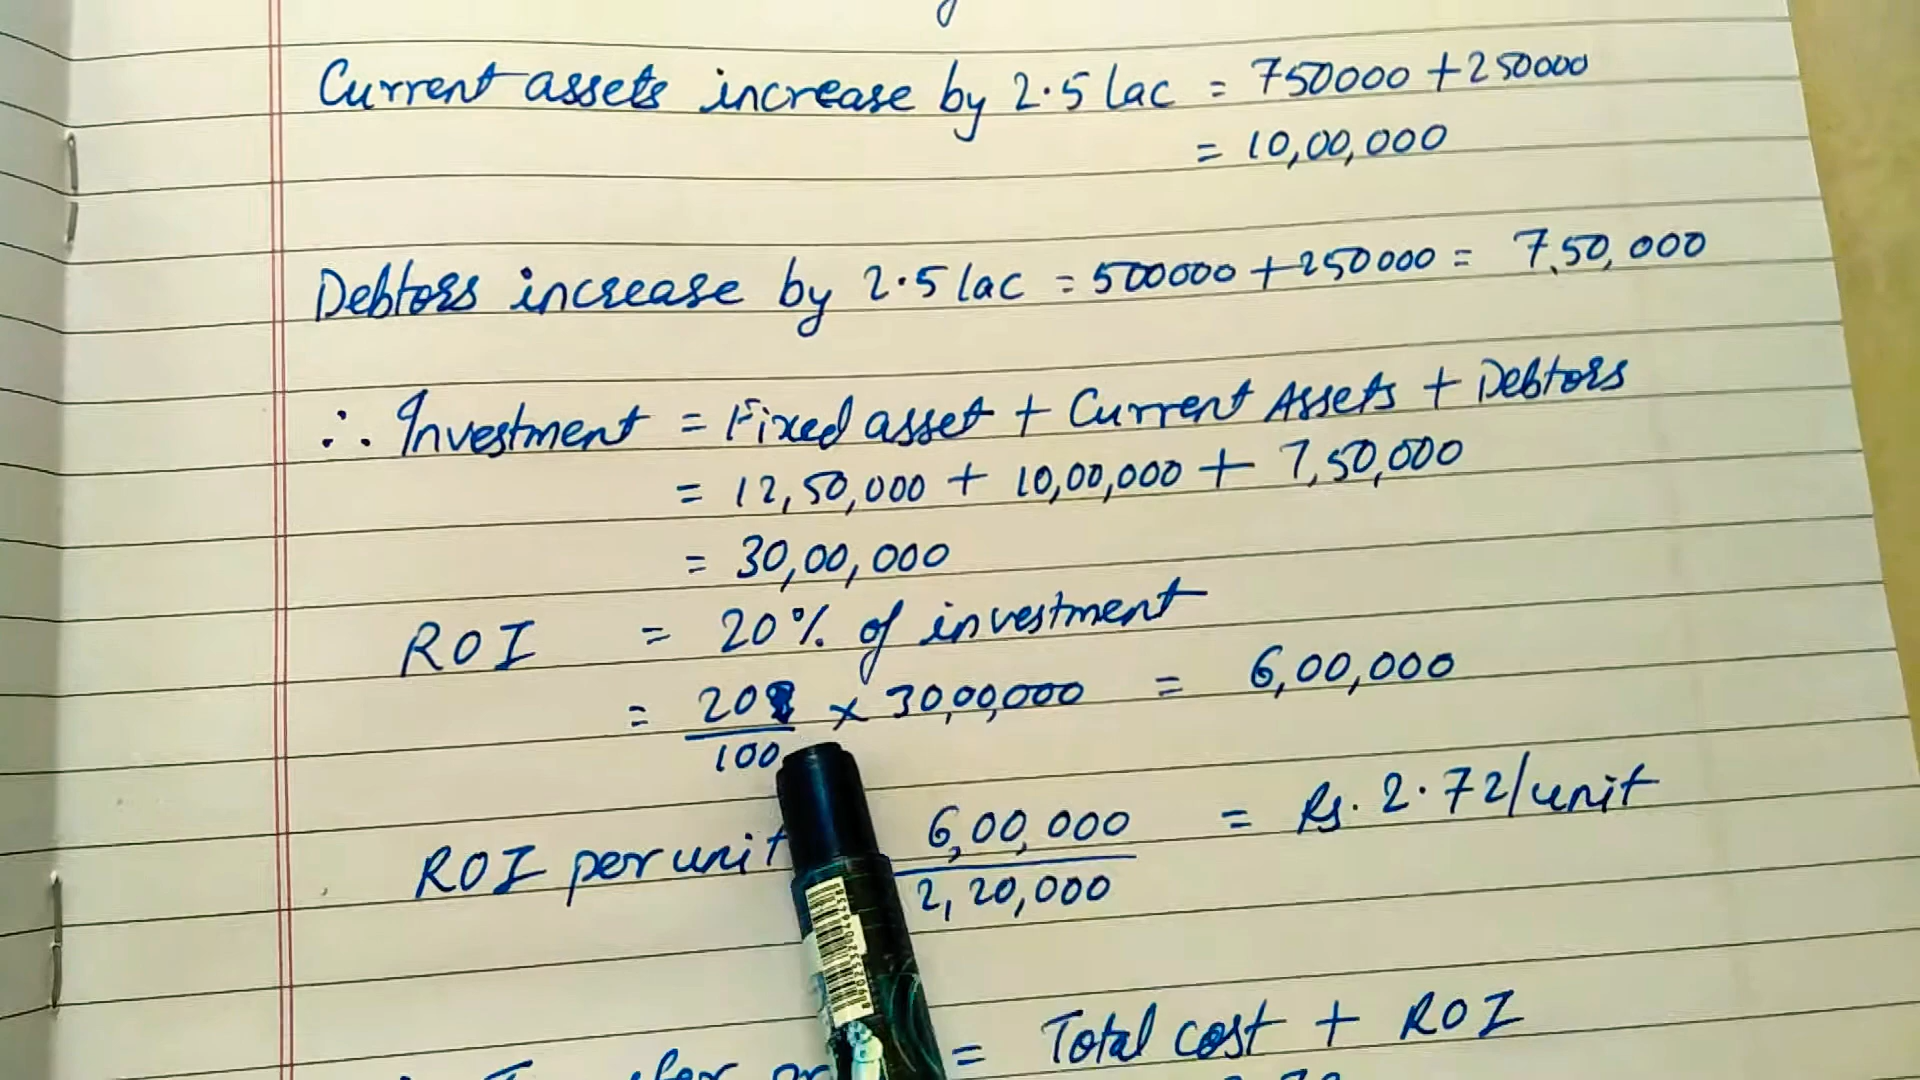 Current assets increase by 2.5 lac = 750000 + 250000
= 10,00,000
Debtors increase by 2.5 lac = 500000 + 250000 = 7,50,000
∴ Investment = Fixed asset + Current Assets + Debtors
= 12,50,000 + 10,00,000 + 7,50,000
= 30,00,000
ROI = 20% of investment
= 20/100 × 30,00,000 = 6,00,000
ROI per unit 6,00,000/2,20,000 = Rs. 2.72/unit
= Total cost + ROI